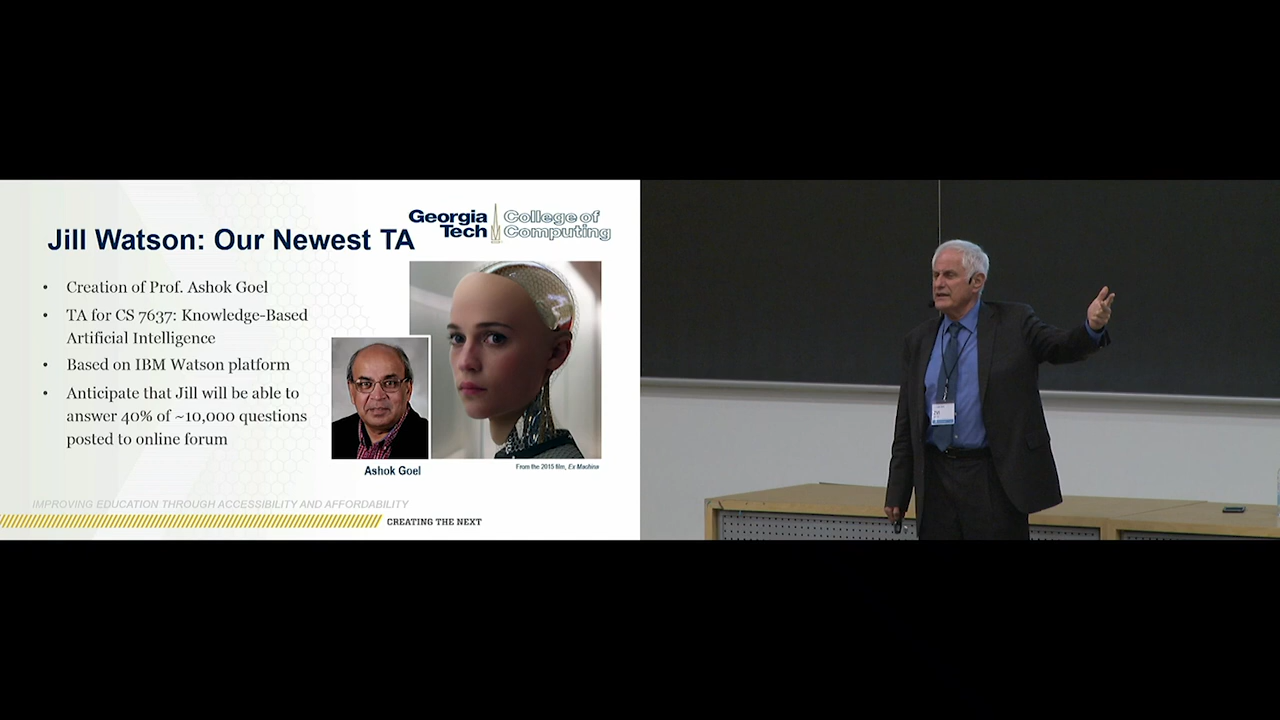 Jill Watson: Our Newest TA
Georgia
Tech
College of
Computing
• Creation of Prof. Ashok Goel
• TA for CS 7637: Knowledge-Based
Artificial Intelligence
• Based on IBM Watson platform
• Anticipate that Jill will be able to
answer 40% of ~10,000 questions
posted to online forum
Ashok Goel
From the 2015 film, Ex Machina
IMPROVING EDUCATION THROUGH ACCESSIBILITY AND AFFORDABILITY
CREATING THE NEXT